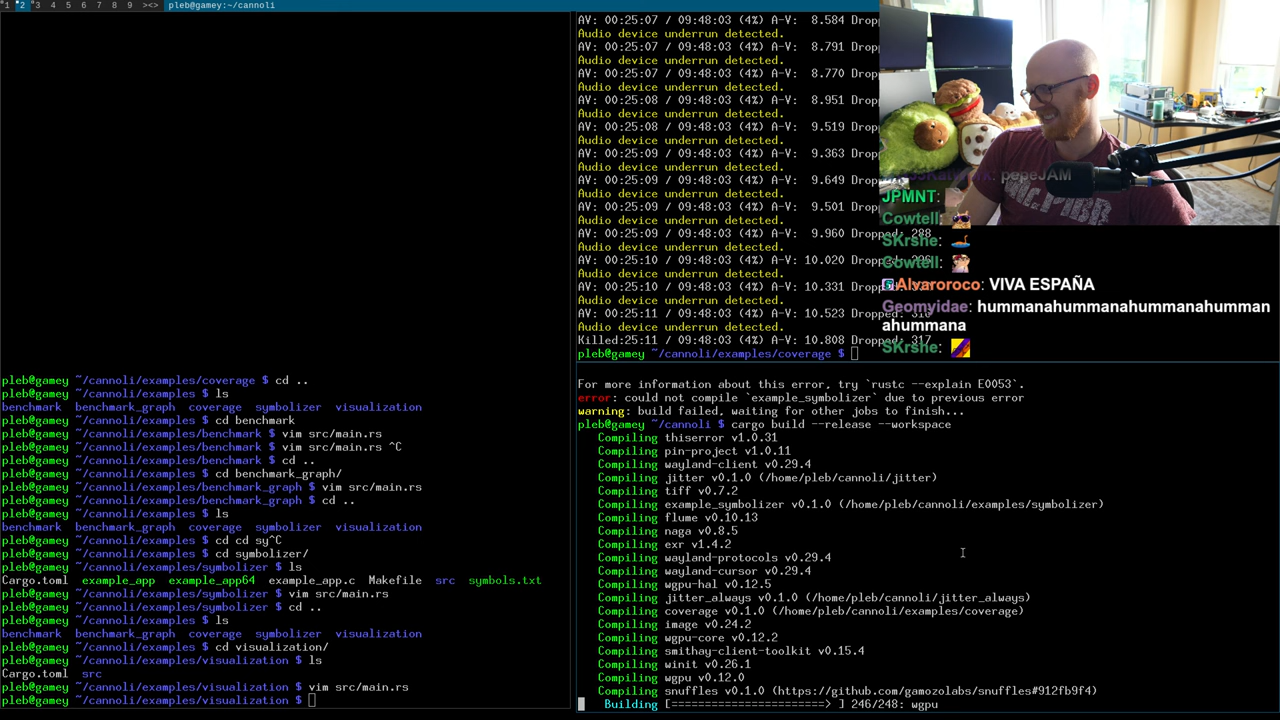 1 2 3 4 5 6 7 8 9 ><> pleb@gamey:~/cannoli
pleb@gamey ~/cannoli/examples/coverage $ cd ..
pleb@gamey ~/cannoli/examples $ ls
benchmark benchmark_graph coverage symbolizer visualization
pleb@gamey ~/cannoli/examples $ cd benchmark
pleb@gamey ~/cannoli/examples/benchmark $ vim src/main.rs
pleb@gamey ~/cannoli/examples/benchmark $ vim src/main.rs ^C
pleb@gamey ~/cannoli/examples/benchmark $ cd ..
pleb@gamey ~/cannoli/examples $ cd benchmark_graph/
pleb@gamey ~/cannoli/examples/benchmark_graph $ vim src/main.rs
pleb@gamey ~/cannoli/examples/benchmark_graph $ cd ..
pleb@gamey ~/cannoli/examples $ ls
benchmark benchmark_graph coverage symbolizer visualization
pleb@gamey ~/cannoli/examples $ cd cd sy^C
pleb@gamey ~/cannoli/examples $ cd symbolizer/
pleb@gamey ~/cannoli/examples/symbolizer $ ls
Cargo.toml example_app example_app64 example_app.c Makefile src symbols.txt
pleb@gamey ~/cannoli/examples/symbolizer $ vim src/main.rs
pleb@gamey ~/cannoli/examples/symbolizer $ cd ..
pleb@gamey ~/cannoli/examples $ ls
benchmark benchmark_graph coverage symbolizer visualization
pleb@gamey ~/cannoli/examples $ cd visualization/
pleb@gamey ~/cannoli/examples/visualization $ ls
Cargo.toml src
pleb@gamey ~/cannoli/examples/visualization $ vim src/main.rs
pleb@gamey ~/cannoli/examples/visualization $
AV: 00:25:07 / 09:48:03 (4%) A-V: 8.584 Dropp
Audio device underrun detected.
AV: 00:25:07 / 09:48:03 (4%) A-V: 8.791 Dropp
Audio device underrun detected.
AV: 00:25:07 / 09:48:03 (4%) A-V: 8.770 Dropp
Audio device underrun detected.
AV: 00:25:08 / 09:48:03 (4%) A-V: 8.951 Dropp
Audio device underrun detected.
AV: 00:25:08 / 09:48:03 (4%) A-V: 9.519 Dropp
Audio device underrun detected.
AV: 00:25:09 / 09:48:03 (4%) A-V: 9.363 Dropp
Audio device underrun detected.
AV: 00:25:09 / 09:48:03 (4%) A-V: 9.649 Dropp
Audio device underrun detected.
AV: 00:25:09 / 09:48:03 (4%) A-V: 9.501 Dropp
Audio device underrun detected.
AV: 00:25:09 / 09:48:03 (4%) A-V: 9.960 Dropped: 288
Audio device underrun detected.
AV: 00:25:10 / 09:48:03 (4%) A-V: 10.020 Dropped:
Audio device underrun detected.
AV: 00:25:10 / 09:48:03 (4%) A-V: 10.331 Dropped:
Audio device underrun detected.
AV: 00:25:11 / 09:48:03 (4%) A-V: 10.523 Dropped: 310
Audio device underrun detected.
Killed:25:11 / 09:48:03 (4%) A-V: 10.808 Dropped: 317
pleb@gamey ~/cannoli/examples/coverage $
pepeJAM
JPMNT:
Cowtell:
SKrshe:
Cowtell:
Alvaroroco: VIVA ESPAÑA
Geomyidae: hummanahummanahummanahumman
ahummana
SKrshe:
For more information about this error, try `rustc --explain E0053`.
error: could not compile `example_symbolizer` due to previous error
warning: build failed, waiting for other jobs to finish...
pleb@gamey ~/cannoli $ cargo build --release --workspace
Compiling thiserror v1.0.31
Compiling pin-project v1.0.11
Compiling wayland-client v0.29.4
Compiling jitter v0.1.0 (/home/pleb/cannoli/jitter)
Compiling tiff v0.7.2
Compiling example_symbolizer v0.1.0 (/home/pleb/cannoli/examples/symbolizer)
Compiling flume v0.10.13
Compiling naga v0.8.5
Compiling exr v1.4.2
Compiling wayland-protocols v0.29.4
Compiling wayland-cursor v0.29.4
Compiling wgpu-hal v0.12.5
Compiling jitter_always v0.1.0 (/home/pleb/cannoli/jitter_always)
Compiling coverage v0.1.0 (/home/pleb/cannoli/examples/coverage)
Compiling image v0.24.2
Compiling wgpu-core v0.12.2
Compiling smithay-client-toolkit v0.15.4
Compiling winit v0.26.1
Compiling wgpu v0.12.0
Compiling snuffles v0.1.0 (https://github.com/gamozolabs/snuffles#912fb9f4)
Building [=======================> ] 246/248: wgpu